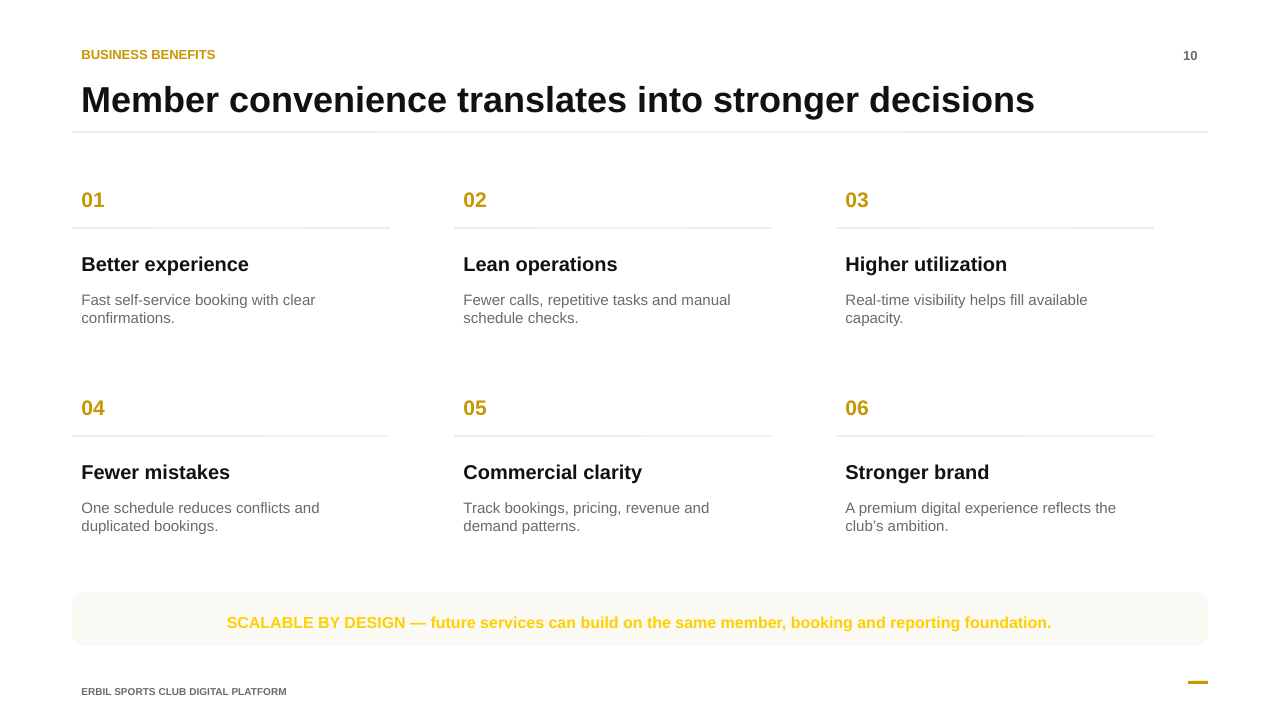 BUSINESS BENEFITS
10
Member convenience translates into stronger decisions
01
Better experience
Fast self-service booking with clear
confirmations.
02
Lean operations
Fewer calls, repetitive tasks and manual
schedule checks.
03
Higher utilization
Real-time visibility helps fill available
capacity.
04
Fewer mistakes
One schedule reduces conflicts and
duplicated bookings.
05
Commercial clarity
Track bookings, pricing, revenue and
demand patterns.
06
Stronger brand
A premium digital experience reflects the
club’s ambition.
SCALABLE BY DESIGN — future services can build on the same member, booking and reporting foundation.
ERBIL SPORTS CLUB DIGITAL PLATFORM